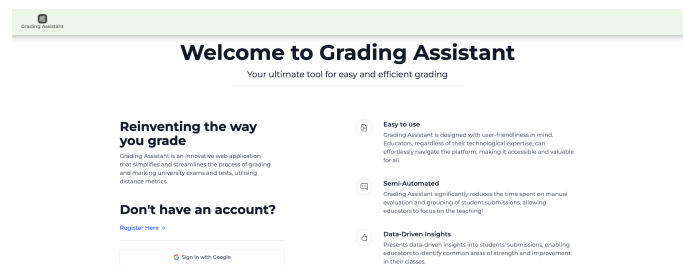 Grading Assistant
Welcome to Grading Assistant
Your ultimate tool for easy and efficient grading
Reinventing the way
you grade
Grading Assistant is an innovative web application
that simplifies and streamlines the process of grading
and marking university exams and tests, utilising
distance metrics.
Don't have an account?
Register Here →
Sign in with Google
Easy to use
Grading Assistant is designed with user-friendliness in mind.
Educators, regardless of their technological expertise, can
effortlessly navigate the platform, making it accessible and valuable
for all.
Semi-Automated
Grading Assistant significantly reduces the time spent on manual
evaluation and grouping of student submissions, allowing
educators to focus on the teaching!
Data-Driven Insights
Presents data-driven insights into students' submissions, enabling
educators to identify common areas of strength and improvement
in their classes.